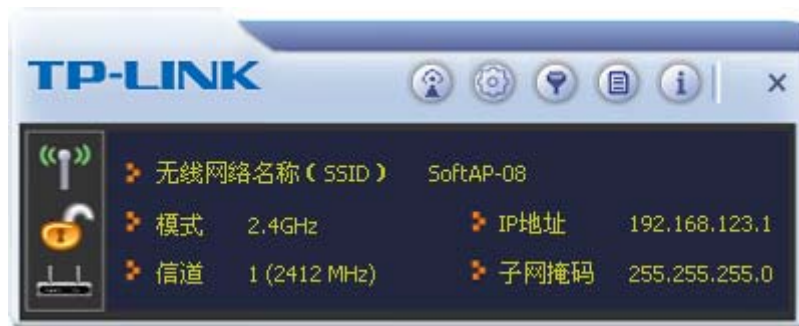 TP-LINK
无线网络名称（SSID） SoftAP-08
模式 2.4GHz IP地址 192.168.123.1
信道 1 (2412 MHz) 子网掩码 255.255.255.0